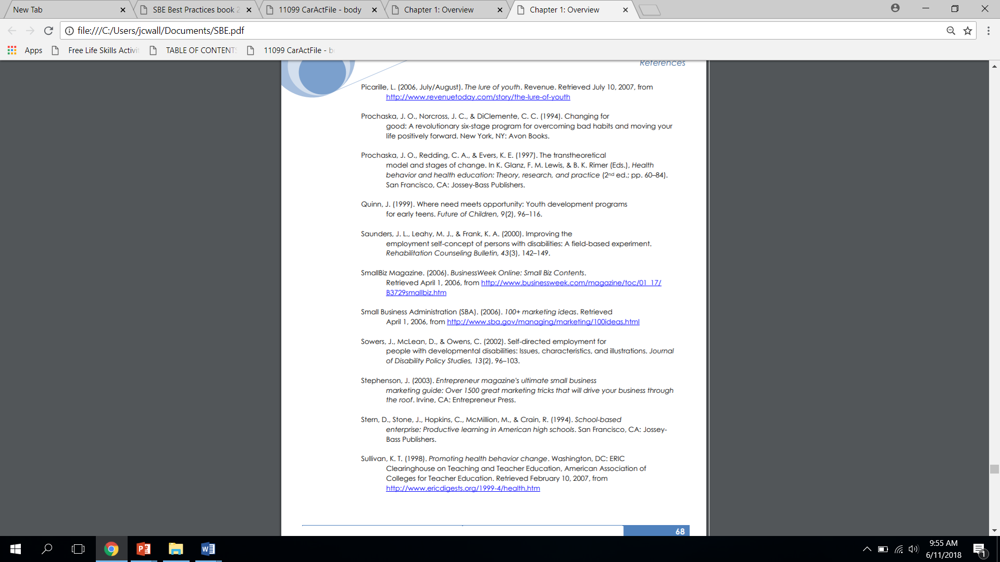 New Tab
SBE Best Practices book 2
11099 CarActFile - body
Chapter 1: Overview
Chapter 1: Overview
file:///C:/Users/jcwall/Documents/SBE.pdf
Apps
Free Life Skills Activit
TABLE OF CONTENTS
11099 CarActFile - b
References
Picarille, L. (2006, July/August). The lure of youth. Revenue. Retrieved July 10, 2007, from
http://www.revenuetoday.com/story/the-lure-of-youth
Prochaska, J. O., Norcross, J. C., & DiClemente, C. C. (1994). Changing for
good: A revolutionary six-stage program for overcoming bad habits and moving your
life positively forward. New York, NY: Avon Books.
Prochaska, J. O., Redding, C. A., & Evers, K. E. (1997). The transtheoretical
model and stages of change. In K. Glanz, F. M. Lewis, & B. K. Rimer (Eds.), Health
behavior and health education: Theory, research, and practice (2nd ed.; pp. 60–84).
San Francisco, CA: Jossey-Bass Publishers.
Quinn, J. (1999). Where need meets opportunity: Youth development programs
for early teens. Future of Children, 9(2), 96–116.
Saunders, J. L., Leahy, M. J., & Frank, K. A. (2000). Improving the
employment self-concept of persons with disabilities: A field-based experiment.
Rehabilitation Counseling Bulletin, 43(3), 142–149.
SmallBiz Magazine. (2006). BusinessWeek Online: Small Biz Contents.
Retrieved April 1, 2006, from http://www.businessweek.com/magazine/toc/01_17/
B3729smallbiz.htm
Small Business Administration (SBA). (2006). 100+ marketing ideas. Retrieved
April 1, 2006, from http://www.sba.gov/managing/marketing/100ideas.html
Sowers, J., McLean, D., & Owens, C. (2002). Self-directed employment for
people with developmental disabilities: Issues, characteristics, and illustrations. Journal
of Disability Policy Studies, 13(2), 96–103.
Stephenson, J. (2003). Entrepreneur magazine's ultimate small business
marketing guide: Over 1500 great marketing tricks that will drive your business through
the roof. Irvine, CA: Entrepreneur Press.
Stern, D., Stone, J., Hopkins, C., McMillion, M., & Crain, R. (1994). School-based
enterprise: Productive learning in American high schools. San Francisco, CA: Jossey-
Bass Publishers.
Sullivan, K. T. (1998). Promoting health behavior change. Washington, DC: ERIC
Clearinghouse on Teaching and Teacher Education, American Association of
Colleges for Teacher Education. Retrieved February 10, 2007, from
http://www.ericdigests.org/1999-4/health.htm
68
9:55 AM
6/11/2018
1